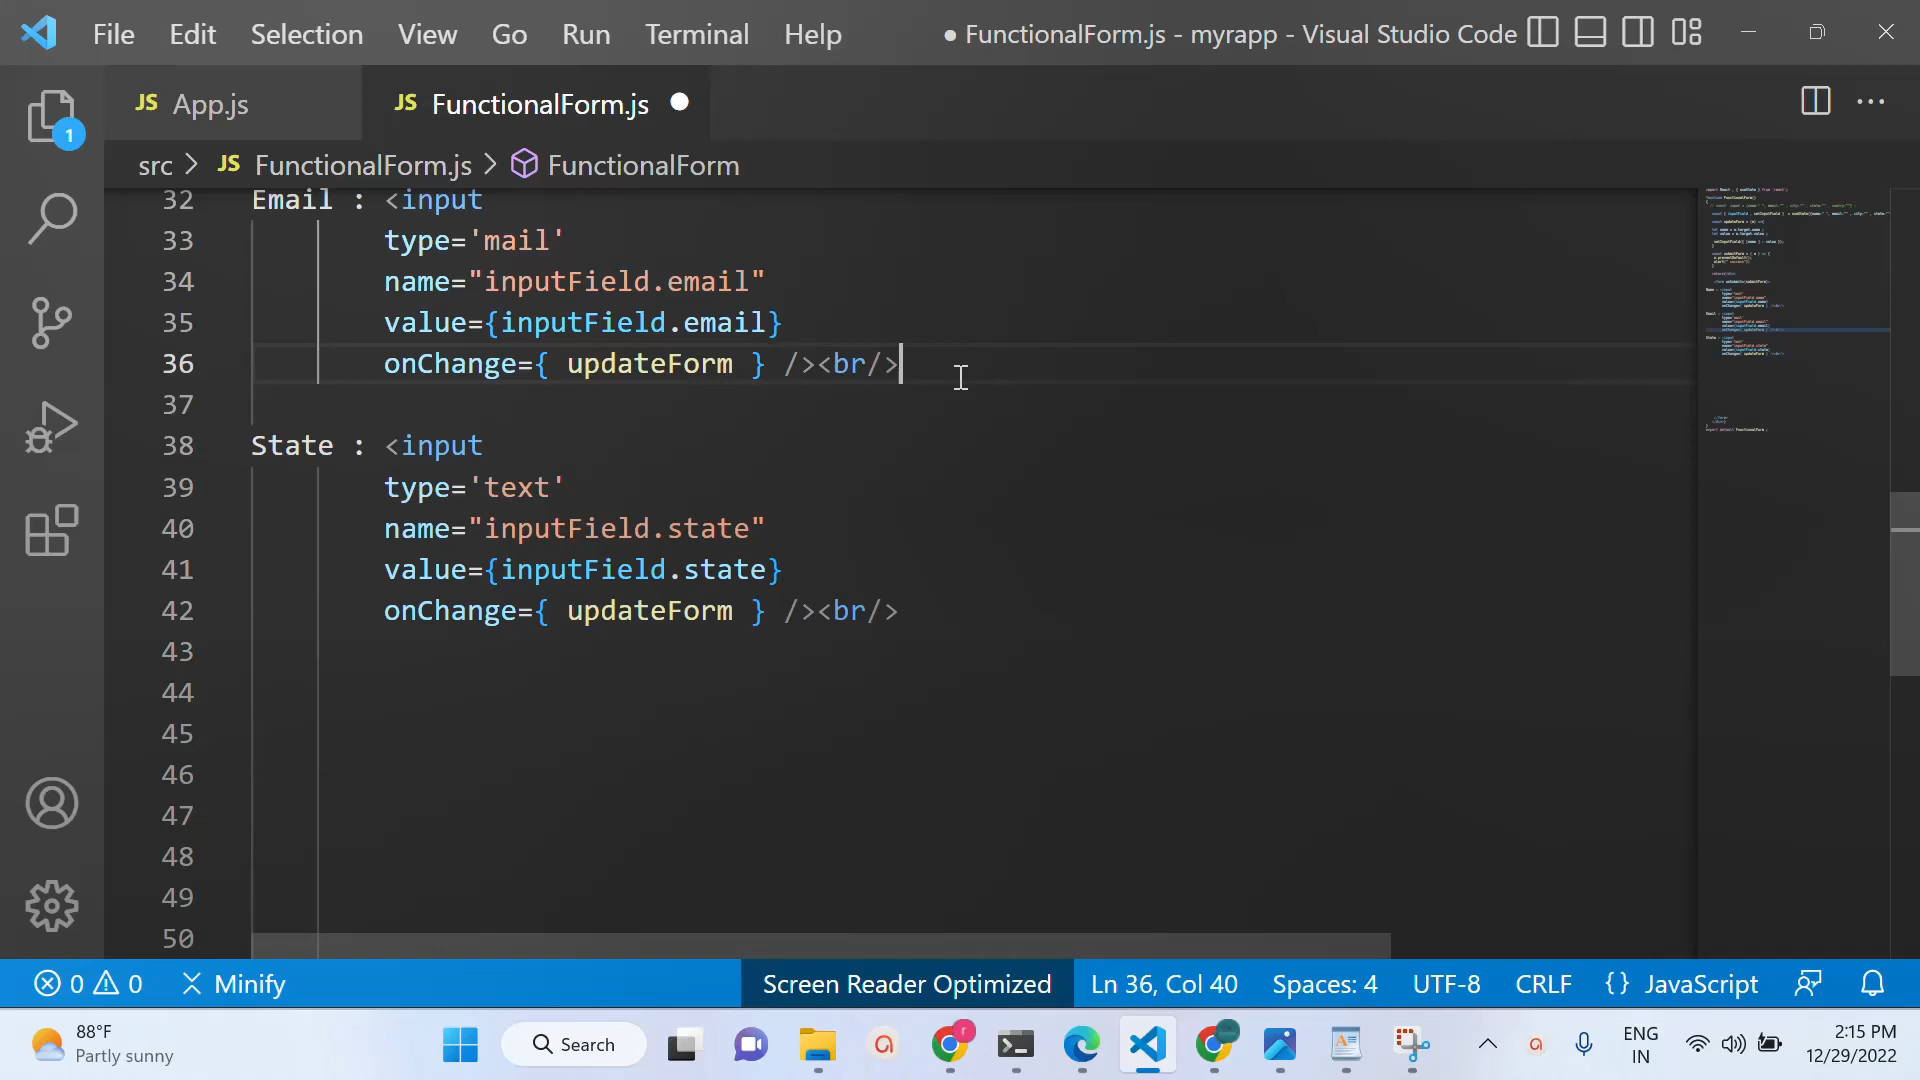 File Edit Selection View Go Run Terminal Help ● FunctionalForm.js - myrapp - Visual Studio Code
JS App.js JS FunctionalForm.js ●
1
src > JS FunctionalForm.js > FunctionalForm
32 Email : <input
33 type='mail'
34 name="inputField.email"
35 value={inputField.email}
36 onChange={ updateForm } /><br/>
37
38 State : <input
39 type='text'
40 name="inputField.state"
41 value={inputField.state}
42 onChange={ updateForm } /><br/>
43
44
45
46
47
48
49
50
0 0 Minify Screen Reader Optimized Ln 36, Col 40 Spaces: 4 UTF-8 CRLF {} JavaScript
88°F
Partly sunny
Search
ENG
IN
2:15 PM
12/29/2022